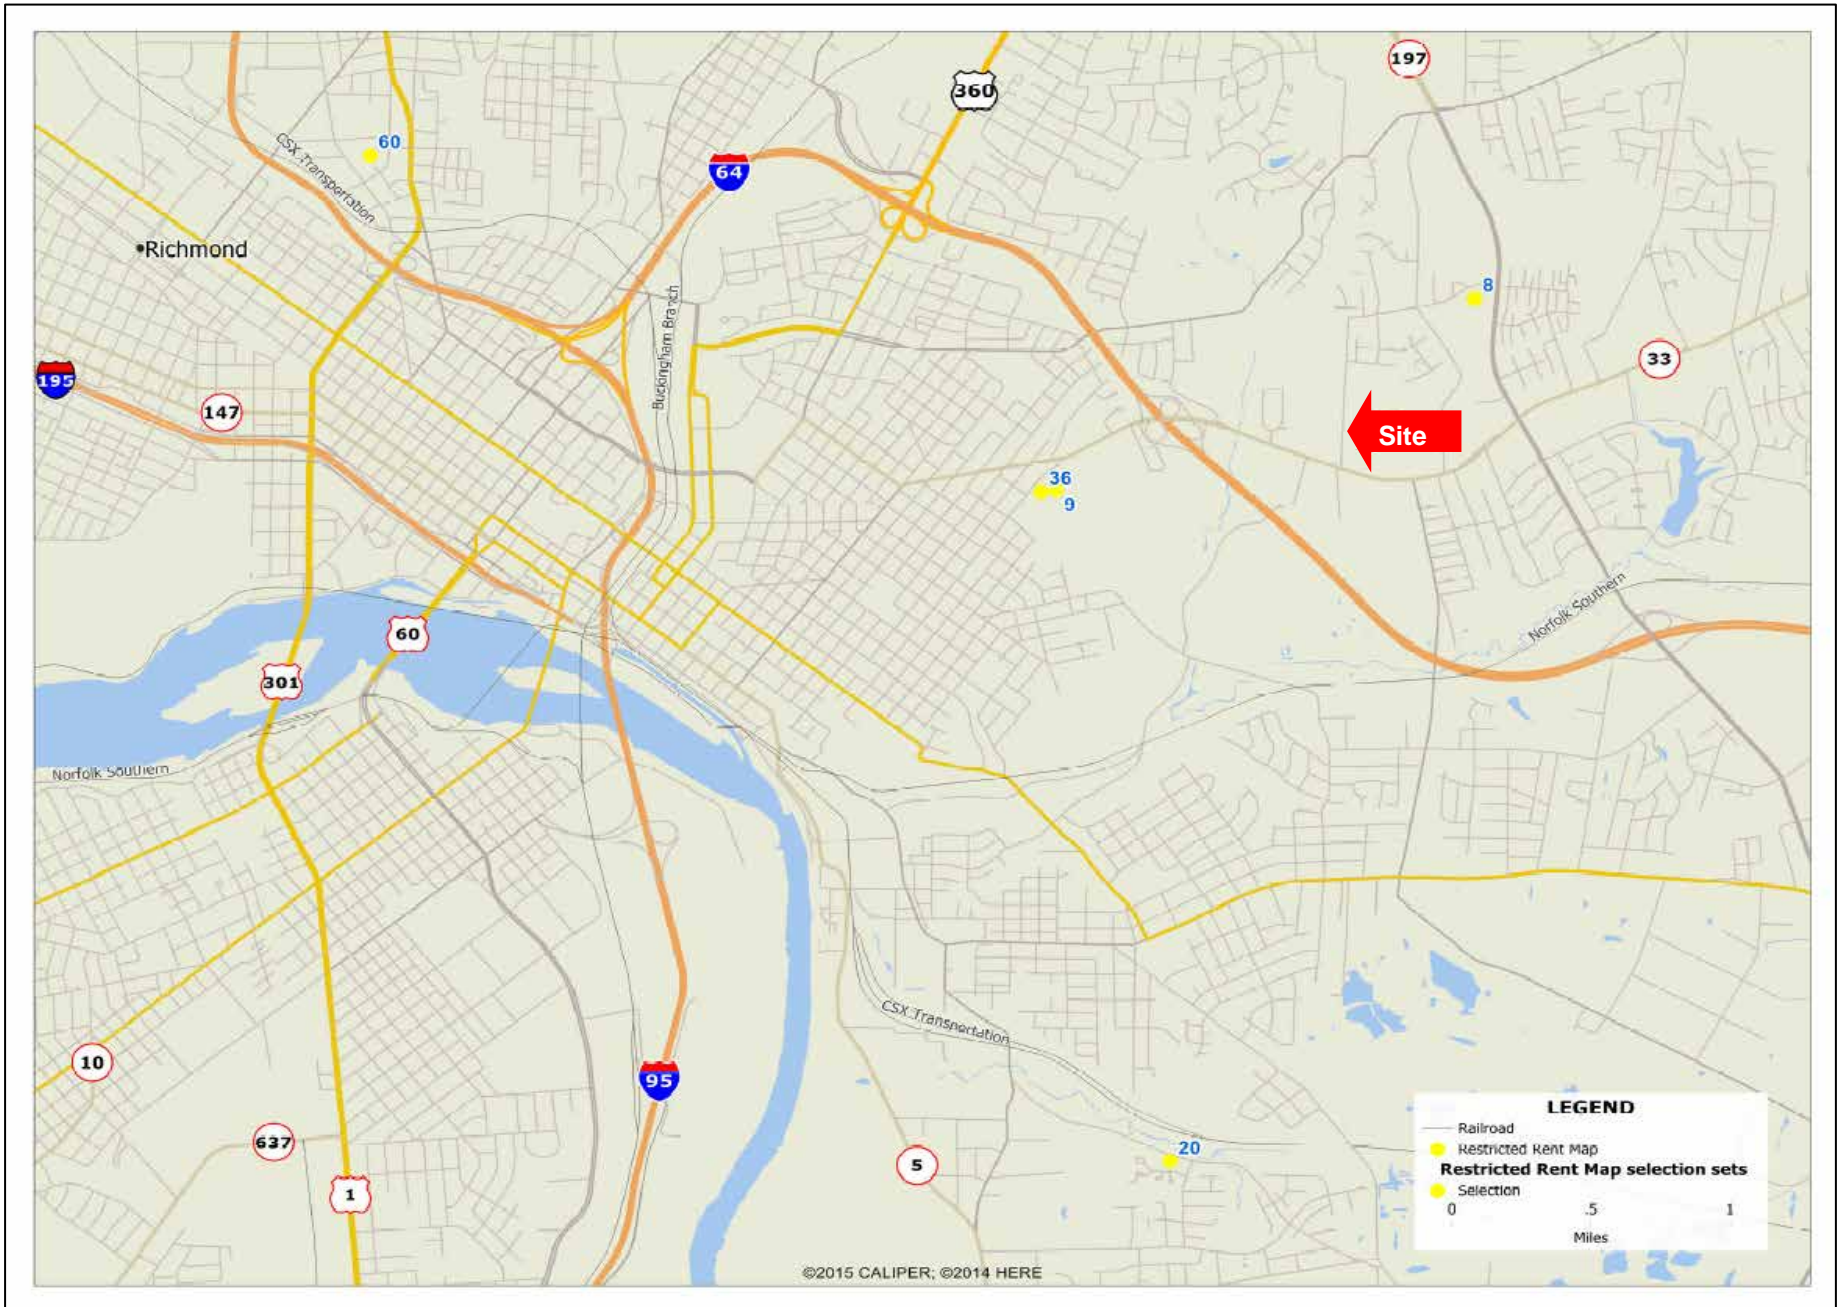 360
197
60
CSX Transportation
64
•Richmond
8
33
195
147
Buckingham Branch
Site
36
9
Norfolk Southern
60
301
Norfolk Southern
CSX Transportation
10
95
637
5
20
1
LEGEND
Railroad
Restricted Rent Map
Restricted Rent Map selection sets
Selection
0 .5 1
Miles
©2015 CALIPER; ©2014 HERE